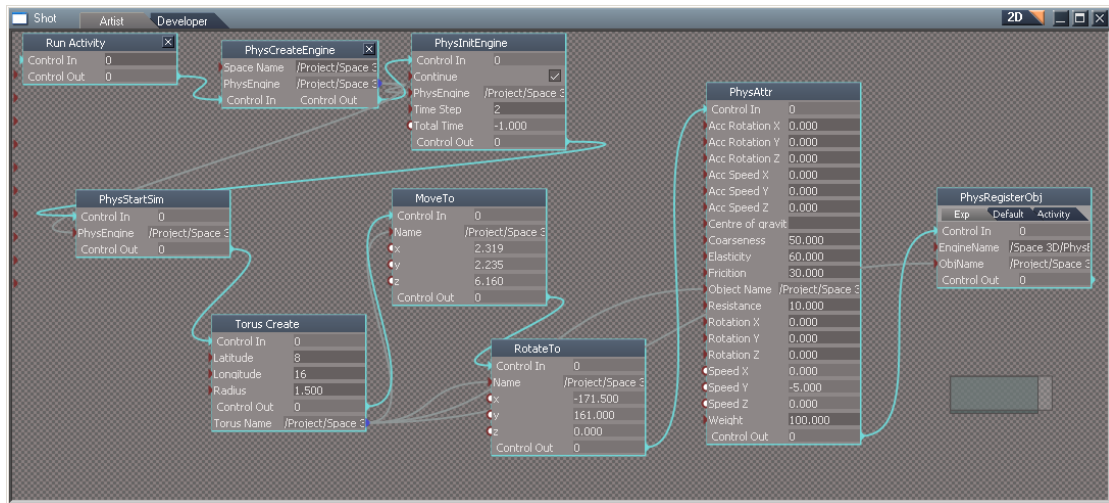 Shot Artist Developer 2D
Run Activity
Control In 0
Control Out 0
PhysCreateEngine
Space Name /Project/Space 3
PhysEngine /Project/Space 3
Control In Control Out
PhysInitEngine
Control In 0
Continue
PhysEngine /Project/Space 3
Time Step 2
Total Time -1.000
Control Out 0
PhysStartSim
Control In 0
PhysEngine /Project/Space 3
Control Out 0
MoveTo
Control In 0
Name /Project/Space 3
x 2.319
y 2.235
z 6.160
Control Out 0
Torus Create
Control In 0
Latitude 8
Longitude 16
Radius 1.500
Control Out 0
Torus Name /Project/Space 3
RotateTo
Control In 0
Name /Project/Space 3
x -171.500
y 161.000
z 0.000
Control Out 0
PhysAttr
Control In 0
Acc Rotation X 0.000
Acc Rotation Y 0.000
Acc Rotation Z 0.000
Acc Speed X 0.000
Acc Speed Y 0.000
Acc Speed Z 0.000
Centre of gravit
Coarseness 50.000
Elasticity 60.000
Fricition 30.000
Object Name /Project/Space 3
Resistance 10.000
Rotation X 0.000
Rotation Y 0.000
Rotation Z 0.000
Speed X 0.000
Speed Y -5.000
Speed Z 0.000
Weight 100.000
Control Out 0
PhysRegisterObj
Exp Default Activity
Control In 0
EngineName /Space 3D/PhysE
ObjName /Project/Space 3
Control Out 0